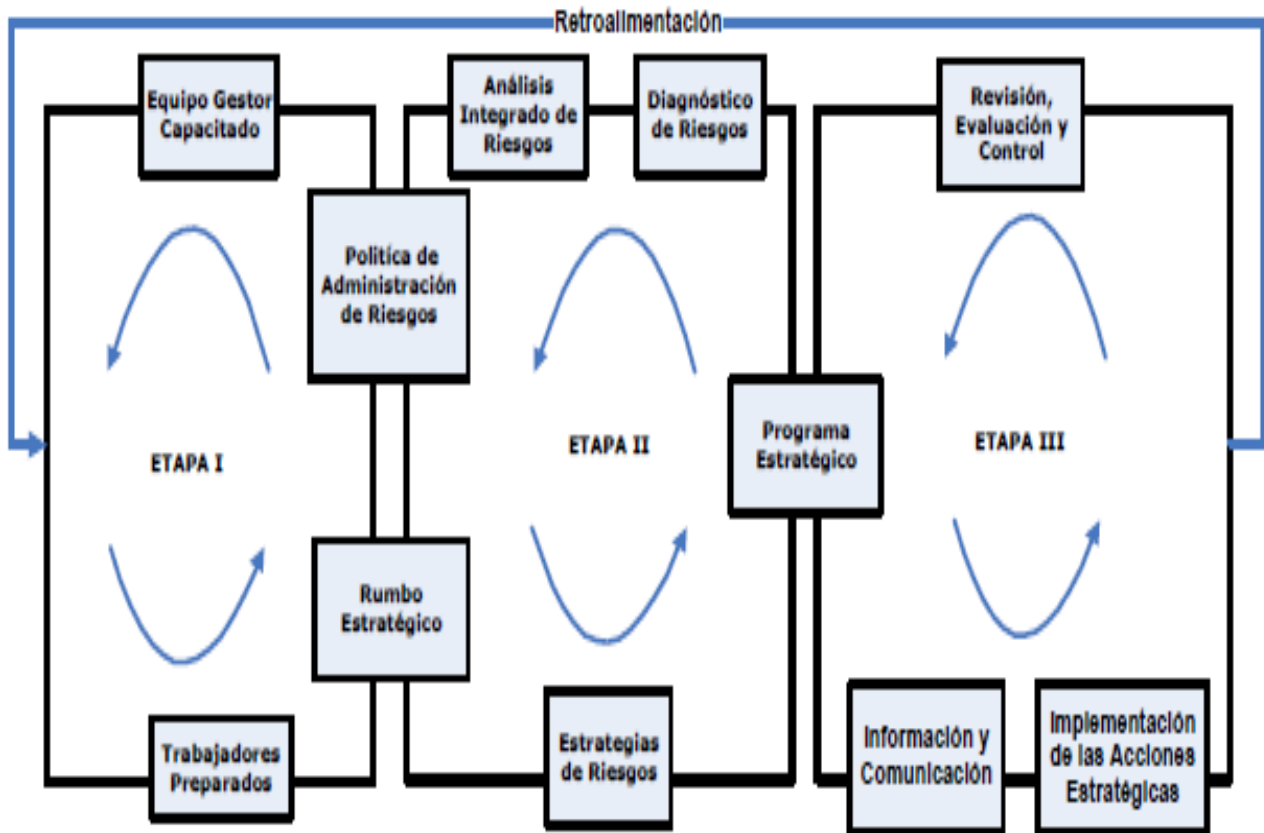 Retroalimentación
Equipo Gestor
Capacitado
Análisis
Integrado de
Riesgos
Diagnóstico
de Riesgos
Revisión,
Evaluación y
Control
Politíca de
Administración
de Riesgos
ETAPA I
ETAPA II
Programa
Estratégico
ETAPA III
Rumbo
Estratégico
Trabajadores
Preparados
Estrategias
de Riesgos
Información y
Comunicación
Implementación
de las Acciones
Estratégicas